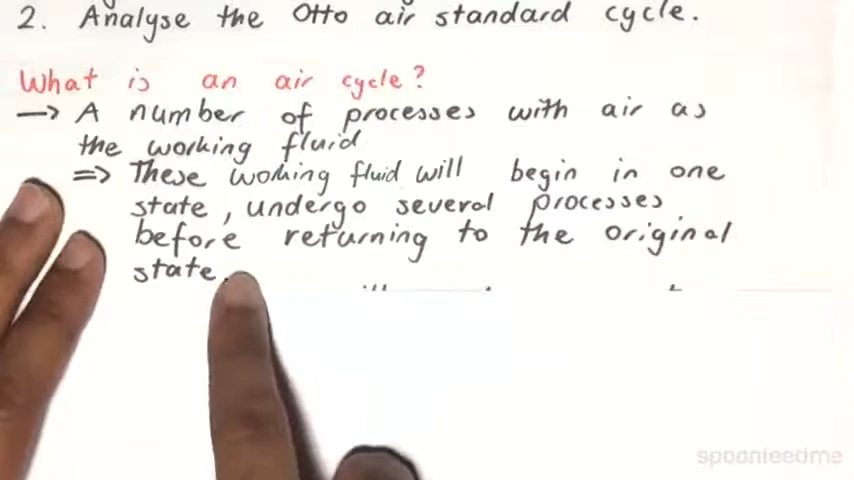 2. Analyse the Otto air standard cycle.
What is an air cycle?
→ A number of processes with air as
the working fluid
⇒ These working fluid will begin in one
state, undergo several processes
before returning to the original
state.
spoonfeedme